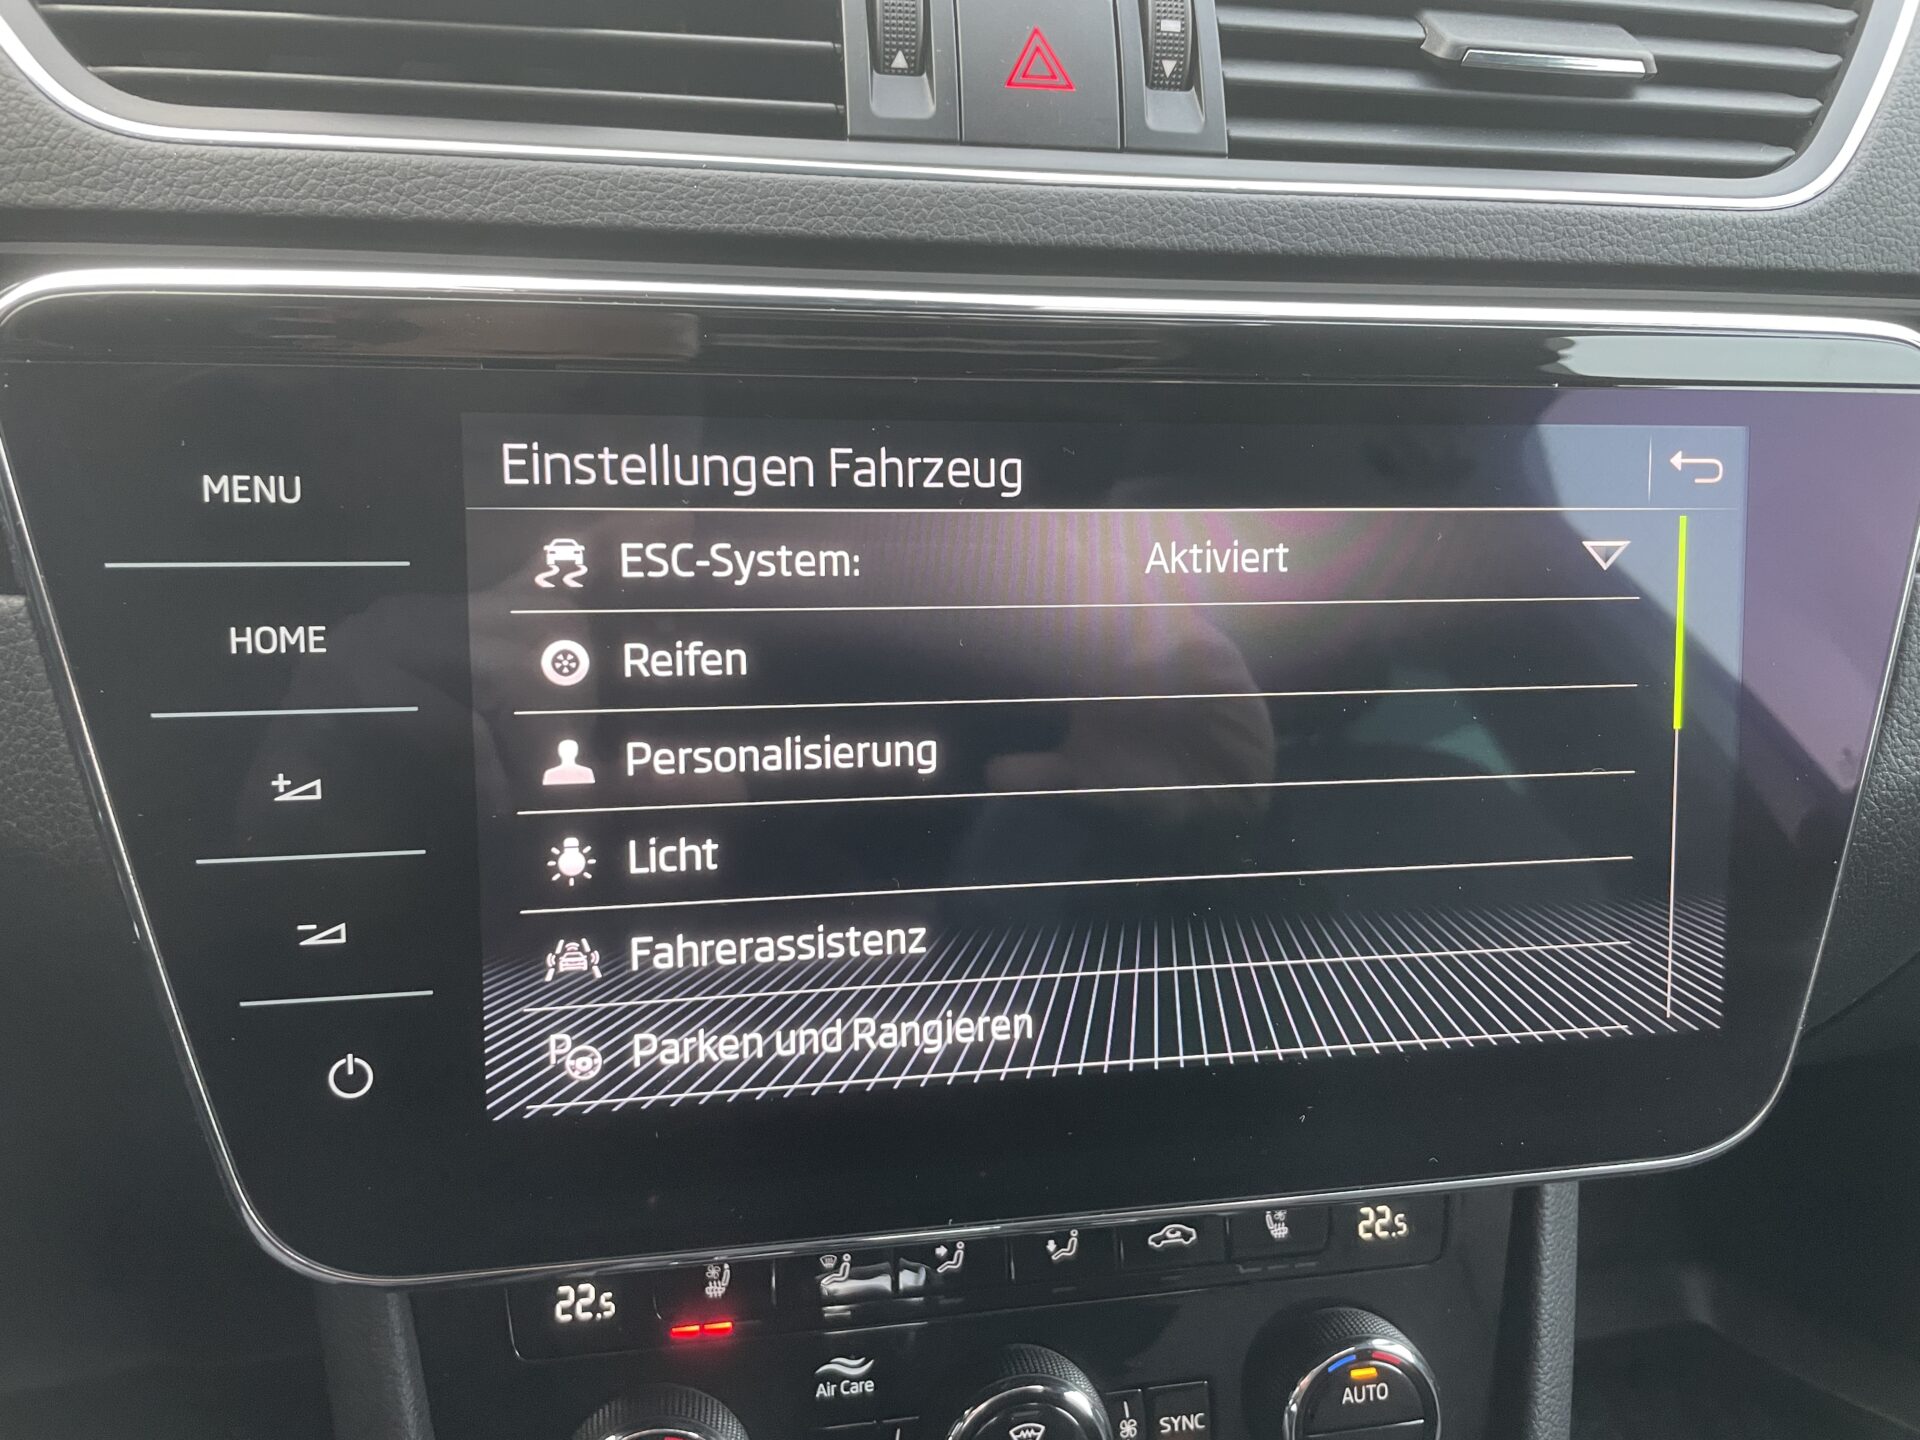 MENU
HOME
Einstellungen Fahrzeug
ESC-System: Aktiviert
Reifen
Personalisierung
Licht
Fahrerassistenz
P Parken und Rangieren
22.5
22.5
Air Care
SYNC
AUTO